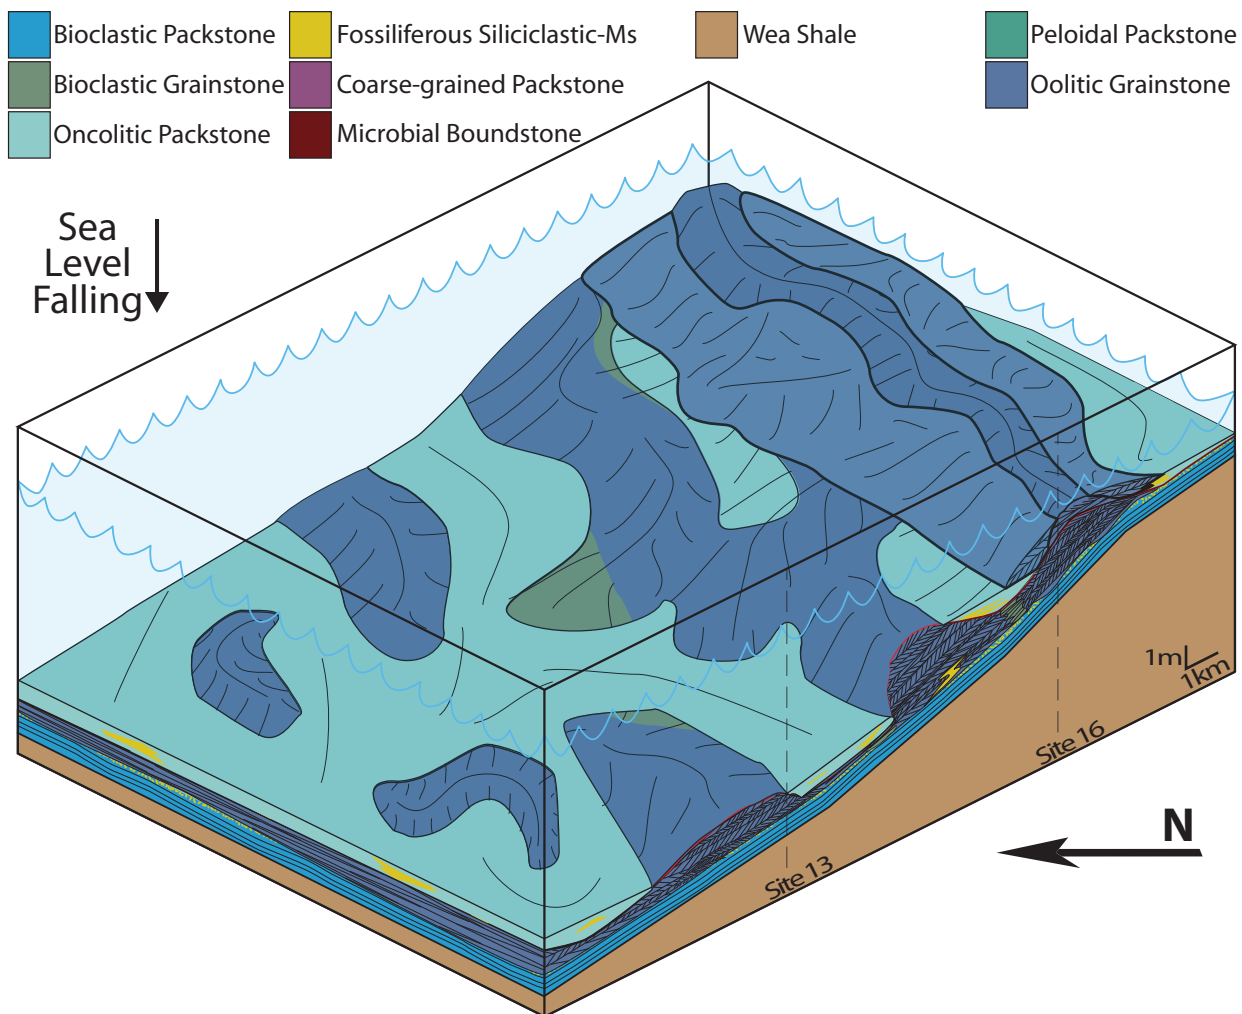 Bioclastic Packstone
Fossiliferous Siliciclastic-Ms
Wea Shale
Peloidal Packstone
Bioclastic Grainstone
Coarse-grained Packstone
Oolitic Grainstone
Oncolitic Packstone
Microbial Boundstone
Sea
Level
Falling
1m
1km
Site 16
N
Site 13